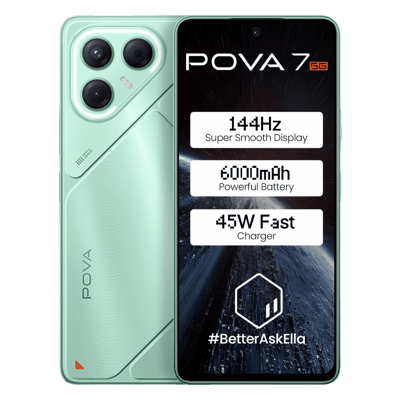 POVA 7 5G
144Hz
Super Smooth Display
6000mAh
Powerful Battery
45W Fast
Charger
#BetterAskElla
POVA